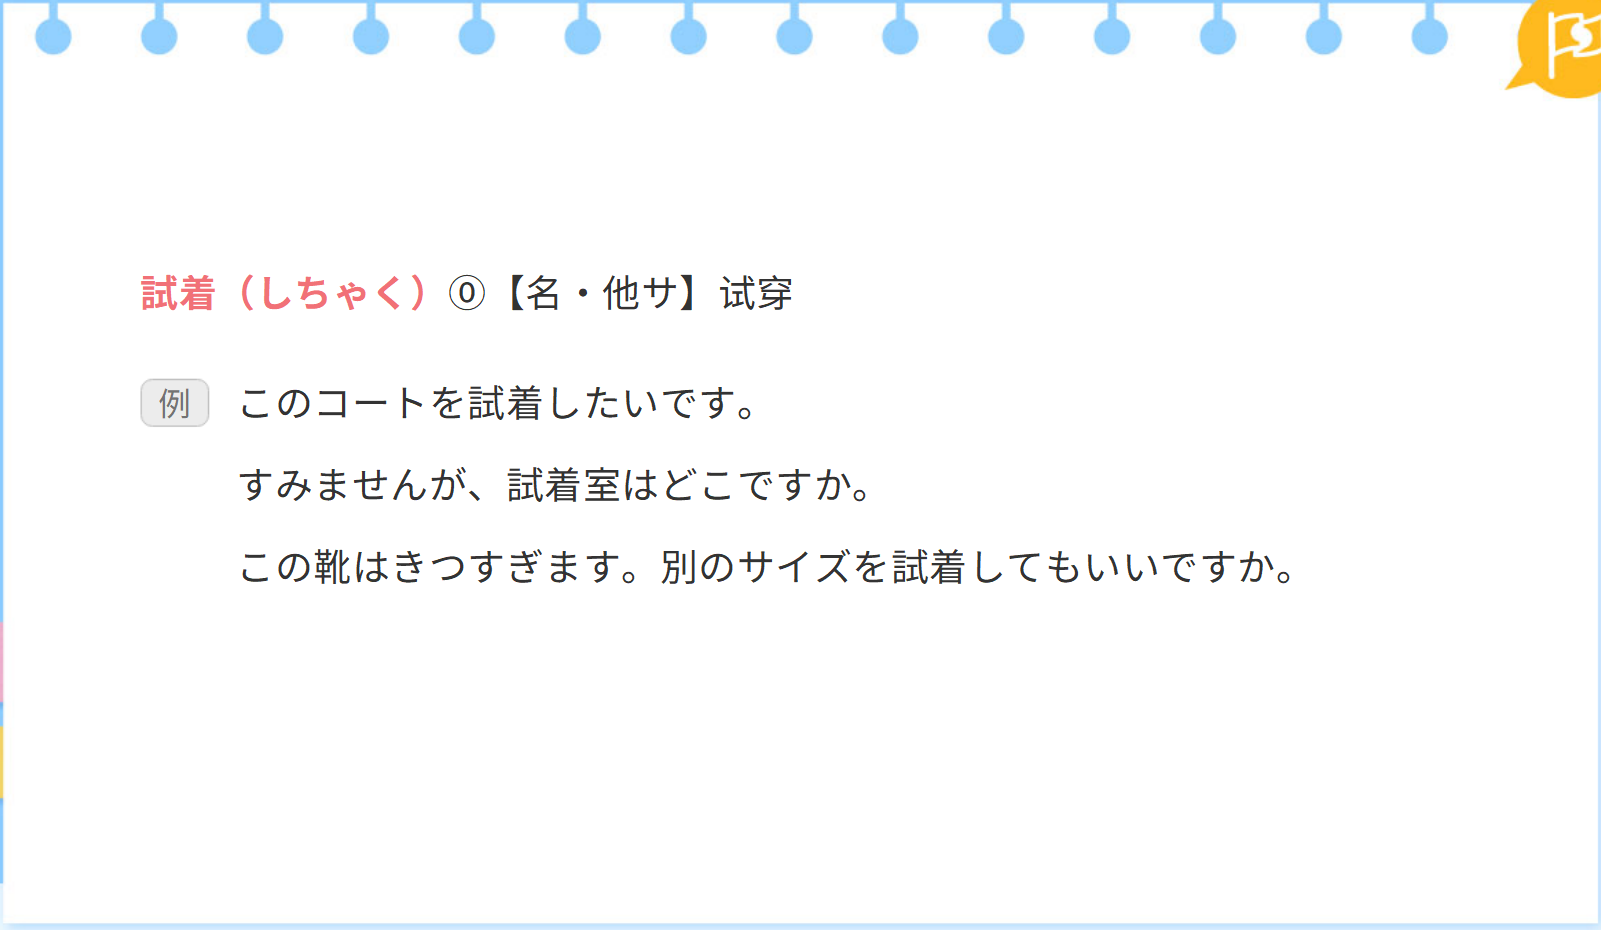 試着（しちゃく）⓪【名・他サ】试穿
例 このコートを試着したいです。
すみませんが、試着室はどこですか。
この靴はきつすぎます。別のサイズを試着してもいいですか。